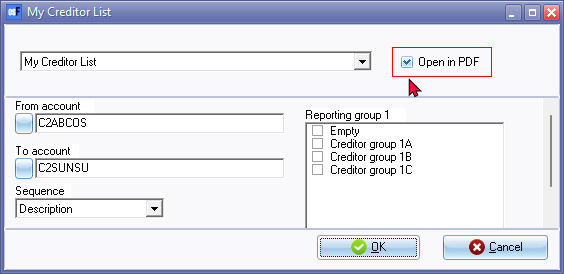 My Creditor List
My Creditor List
Open in PDF
From account
C2ABCOS
To account
C2SUNSU
Sequence
Description
Reporting group 1
Empty
Creditor group 1A
Creditor group 1B
Creditor group 1C
OK
Cancel